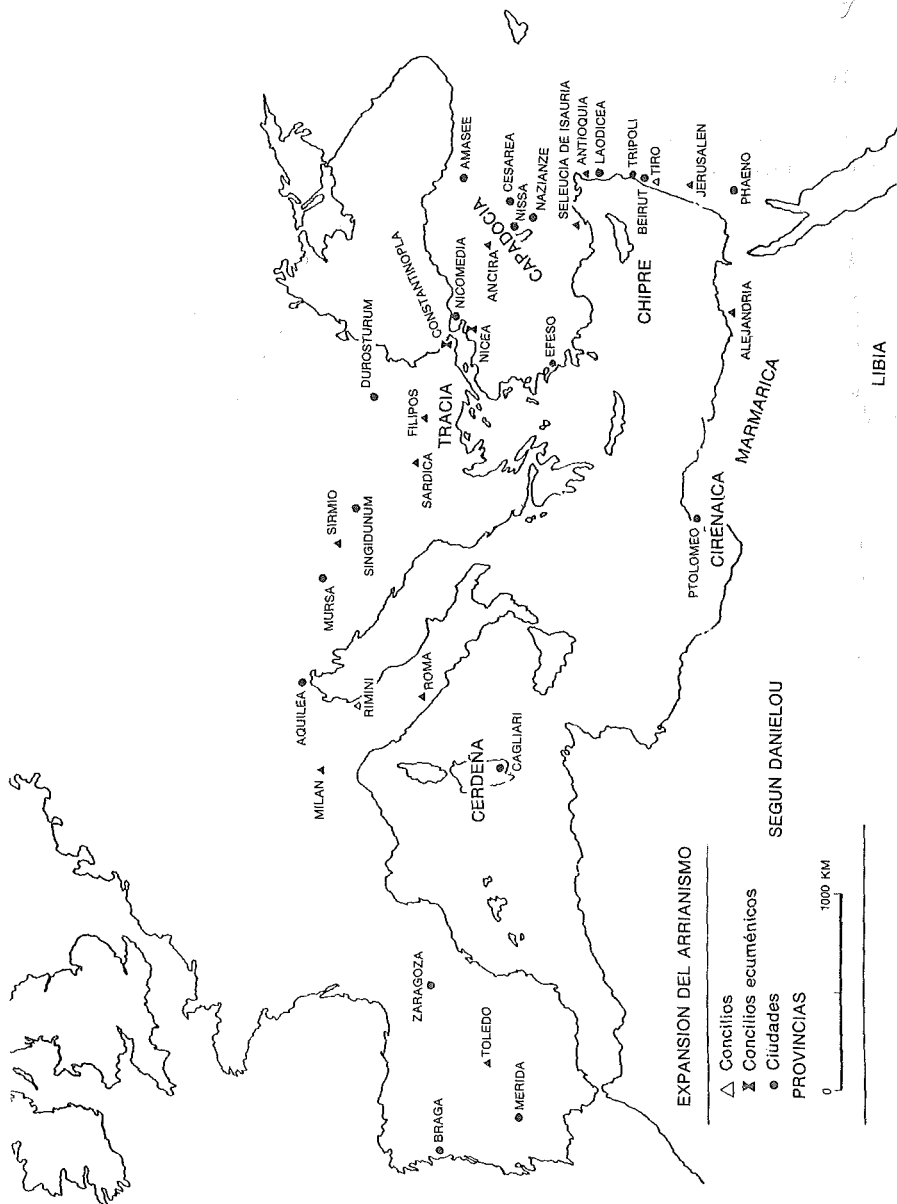 EXPANSION DEL ARRIANISMO
Concilios
Concilios ecuménicos
Ciudades
PROVINCIAS
0
1000 KM
SEGUN DANIELOU
BRAGA
MERIDA
TOLEDO
ZARAGOZA
MILAN
AQUILEA
RIMINI
ROMA
CERDEÑA
CAGLIARI
MURSA
SIRMIO
SINGIDUNUM
SARDICA
FILIPOS
TRACIA
DUROSTURUM
CONSTANTINOPLA
NICOMEDIA
NICEA
EFESO
ANCIRA
CAPADOCIA
AMASEE
CESAREA
NISSA
NAZIANZE
SELEUCIA DE ISAURIA
ANTIOQUIA
LAODICEA
TRIPOLI
BEIRUT
TIRO
CHIPRE
JERUSALEN
PHAENO
ALEJANDRIA
MARMARICA
LIBIA
PTOLOMEO
CIRENAICA